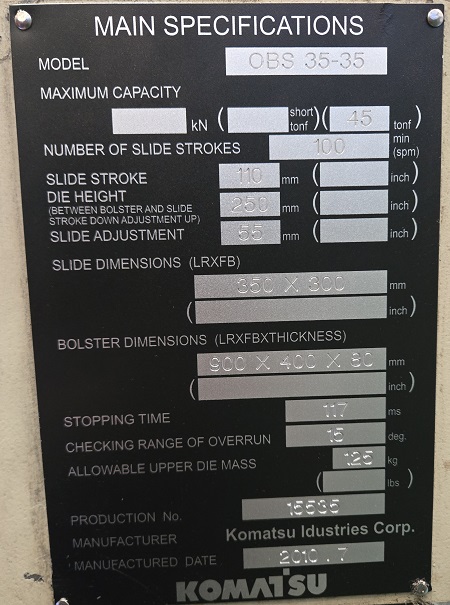 MAIN SPECIFICATIONS
MODEL OBS 35-35
MAXIMUM CAPACITY
kN ( short tonf ) ( 45 tonf )
NUMBER OF SLIDE STROKES 100 min (spm)
SLIDE STROKE 110 mm ( inch )
DIE HEIGHT 250 mm ( inch )
(BETWEEN BOLSTER AND SLIDE
STROKE DOWN ADJUSTMENT UP)
SLIDE ADJUSTMENT 55 mm ( inch )
SLIDE DIMENSIONS (LRXFB)
350 X 300 mm
( inch )
BOLSTER DIMENSIONS (LRXFBXTHICKNESS)
900 X 400 X 80 mm
( inch )
STOPPING TIME 117 ms
CHECKING RANGE OF OVERRUN 15 deg.
ALLOWABLE UPPER DIE MASS 125 kg
( lbs )
PRODUCTION No. 15535
MANUFACTURER Komatsu Idustries Corp.
MANUFACTURED DATE 2010.7
KOMATSU